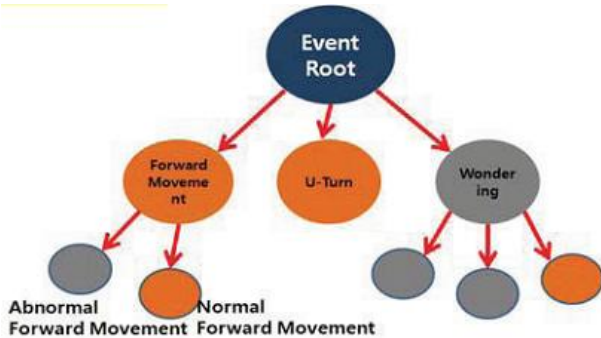 Event
Root
Forward
Moveme
nt
U-Turn
Wonder
ing
Abnormal
Forward Movement
Normal
Forward Movement